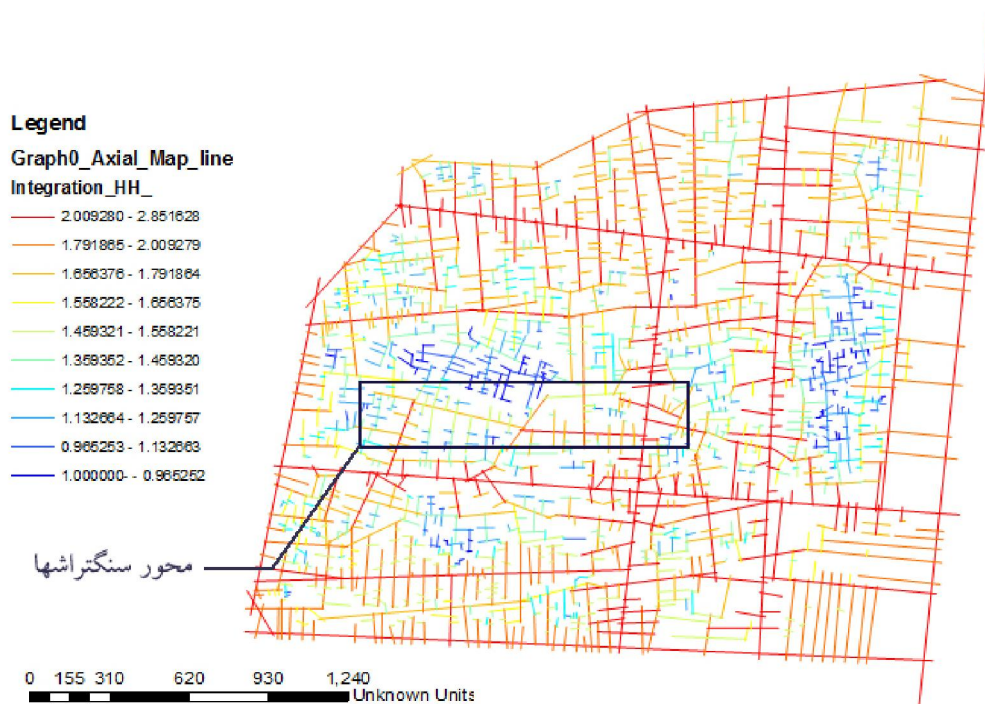 Legend
Graph0_Axial_Map_line
Integration_HH_
2.009280 - 2.851628
1.791865 - 2.009279
1.656376 - 1.791864
1.558222 - 1.656375
1.459321 - 1.558221
1.359352 - 1.459320
1.259758 - 1.359351
1.132664 - 1.259757
0.965253 - 1.132663
1.000000- - 0.965252
محور سنگتراشها
0 155 310 620 930 1,240
Unknown Units